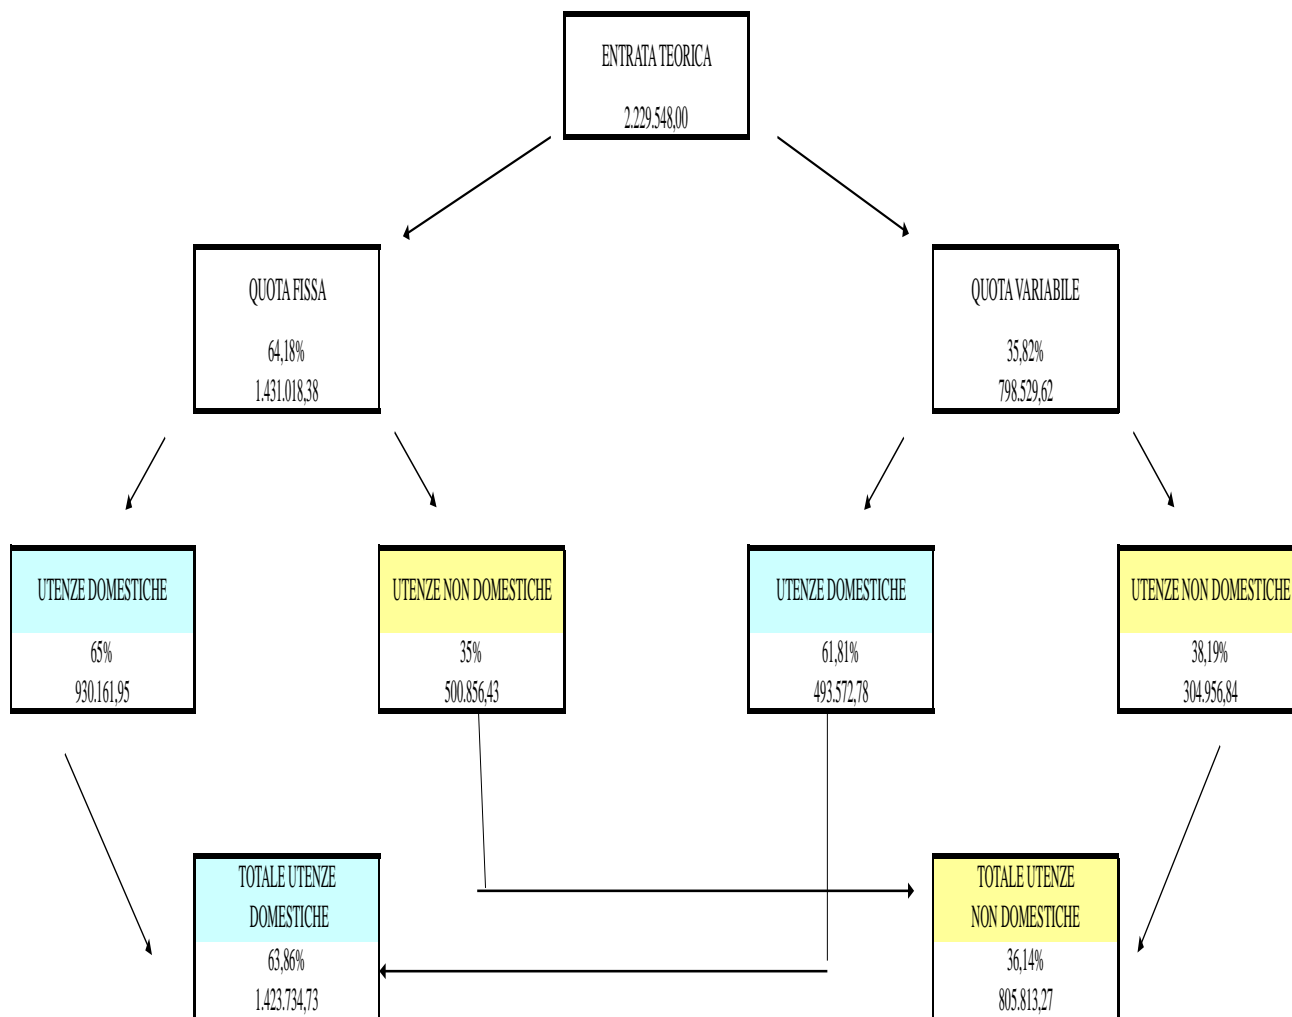 ENTRATA TEORICA
2.229.548,00
QUOTA FISSA
64,18%
1.431.018,38
QUOTA VARIABILE
35,82%
798.529,62
UTENZE DOMESTICHE
65%
930.161,95
UTENZE NON DOMESTICHE
35%
500.856,43
UTENZE DOMESTICHE
61,81%
493.572,78
UTENZE NON DOMESTICHE
38,19%
304.956,84
TOTALE UTENZE
DOMESTICHE
63,86%
1.423.734,73
TOTALE UTENZE
NON DOMESTICHE
36,14%
805.813,27